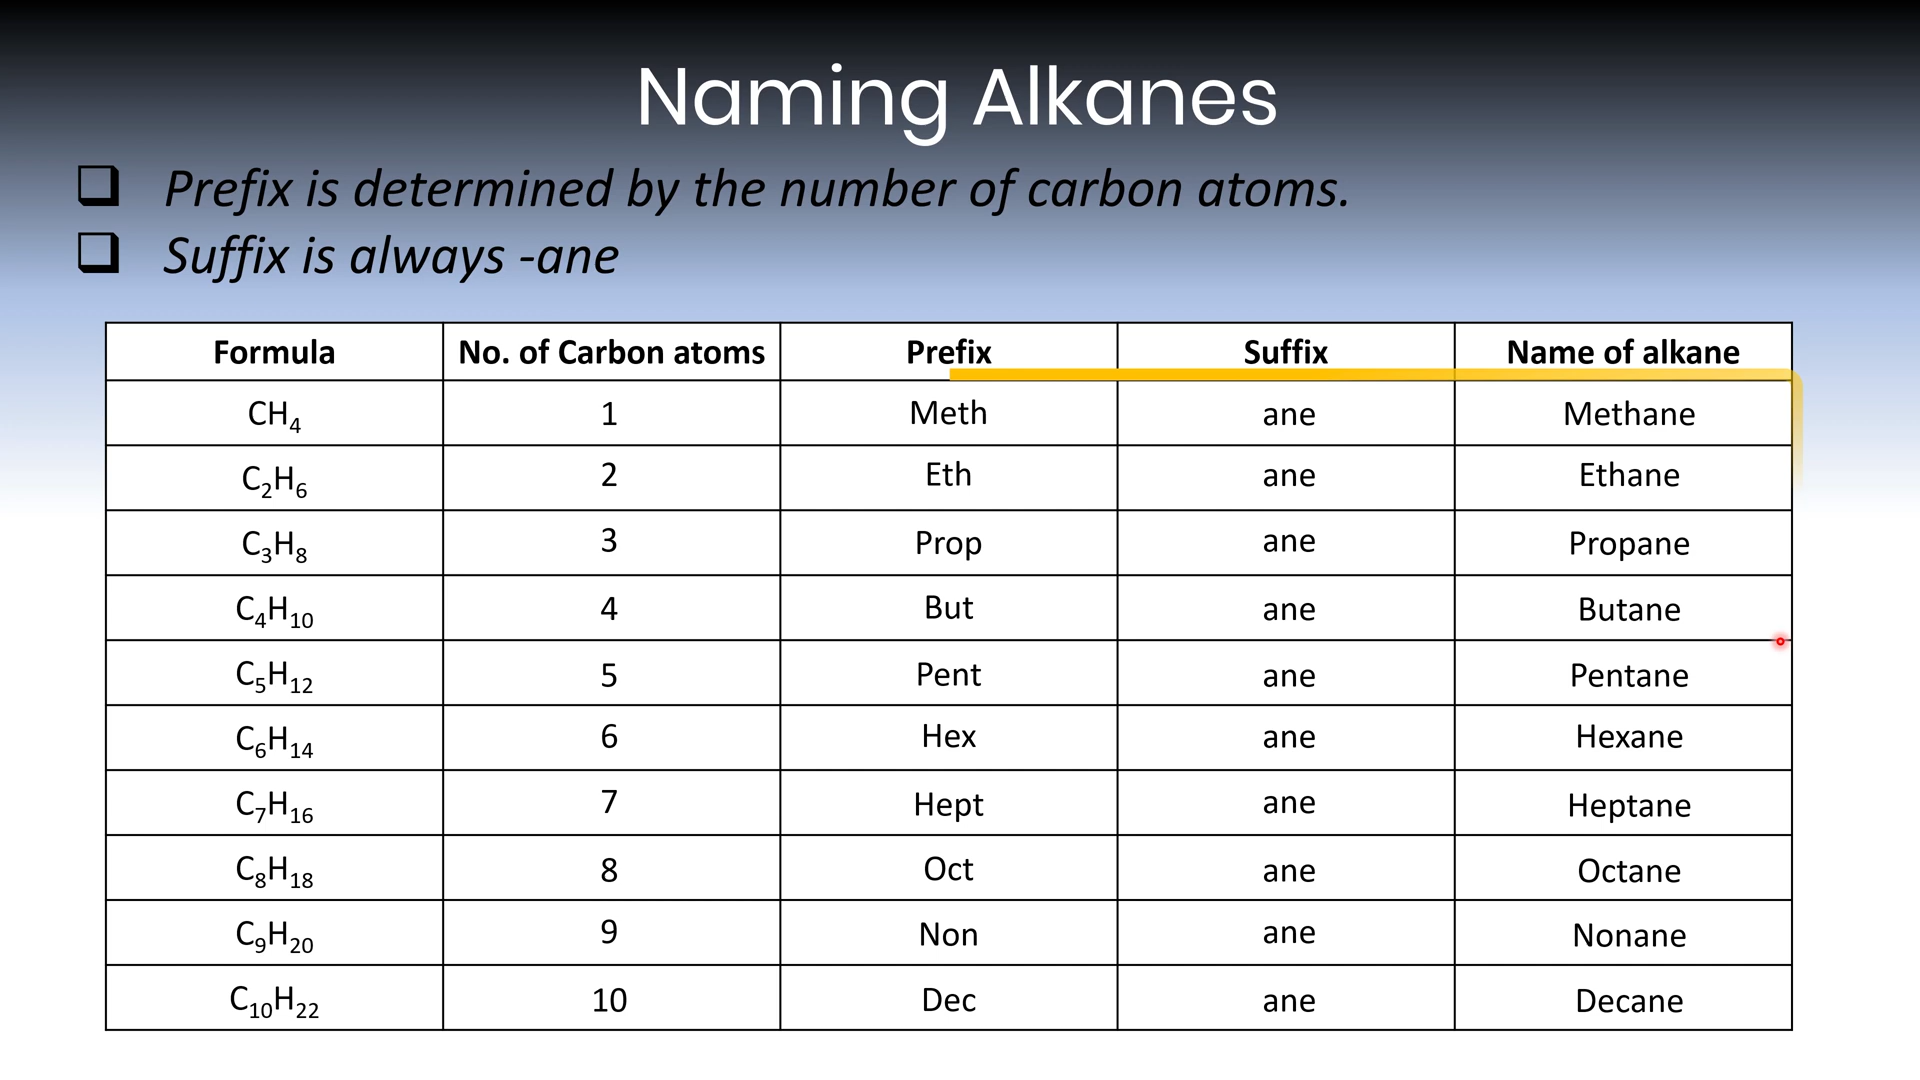 Naming Alkanes
❑ Prefix is determined by the number of carbon atoms.
❑ Suffix is always -ane
Formula No. of Carbon atoms Prefix Suffix Name of alkane
CH₄ 1 Meth ane Methane
C₂H₆ 2 Eth ane Ethane
C₃H₈ 3 Prop ane Propane
C₄H₁₀ 4 But ane Butane
C₅H₁₂ 5 Pent ane Pentane
C₆H₁₄ 6 Hex ane Hexane
C₇H₁₆ 7 Hept ane Heptane
C₈H₁₈ 8 Oct ane Octane
C₉H₂₀ 9 Non ane Nonane
C₁₀H₂₂ 10 Dec ane Decane